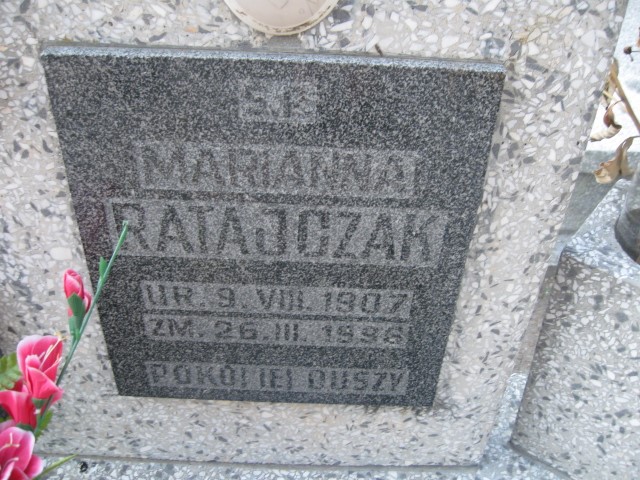 Ś.P.
MARIANNA
RATAJCZAK
UR. 9. VIII. 1907
ZM. 26. III. 1996
POKÓJ JEJ DUSZY